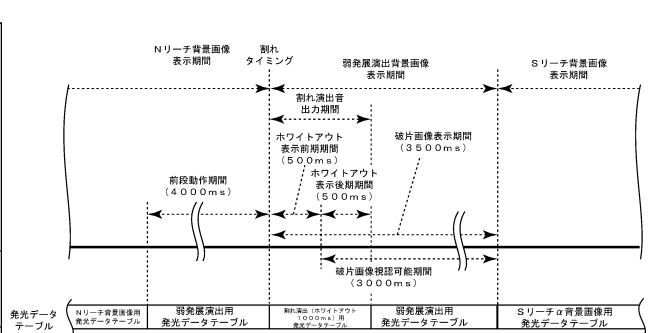 Nリーチ背景画像
表示期間
割れ
タイミング
弱発展演出背景画像
表示期間
Sリーチ背景画像
表示期間
割れ演出音
出力期間
ホワイトアウト
表示前期期間
(500ms)
破片画像表示期間
(3500ms)
ホワイトアウト
表示後期期間
(500ms)
前段動作期間
(4000ms)
破片画像視認可能期間
(3000ms)
発光データ
テーブル
Nリーチ背景画像用
発光データテーブル
弱発展演出用
発光データテーブル
割れ演出(ホワイトアウト
1000ms)用
発光データテーブル
弱発展演出用
発光データテーブル
Sリーチα背景画像用
発光データテーブル